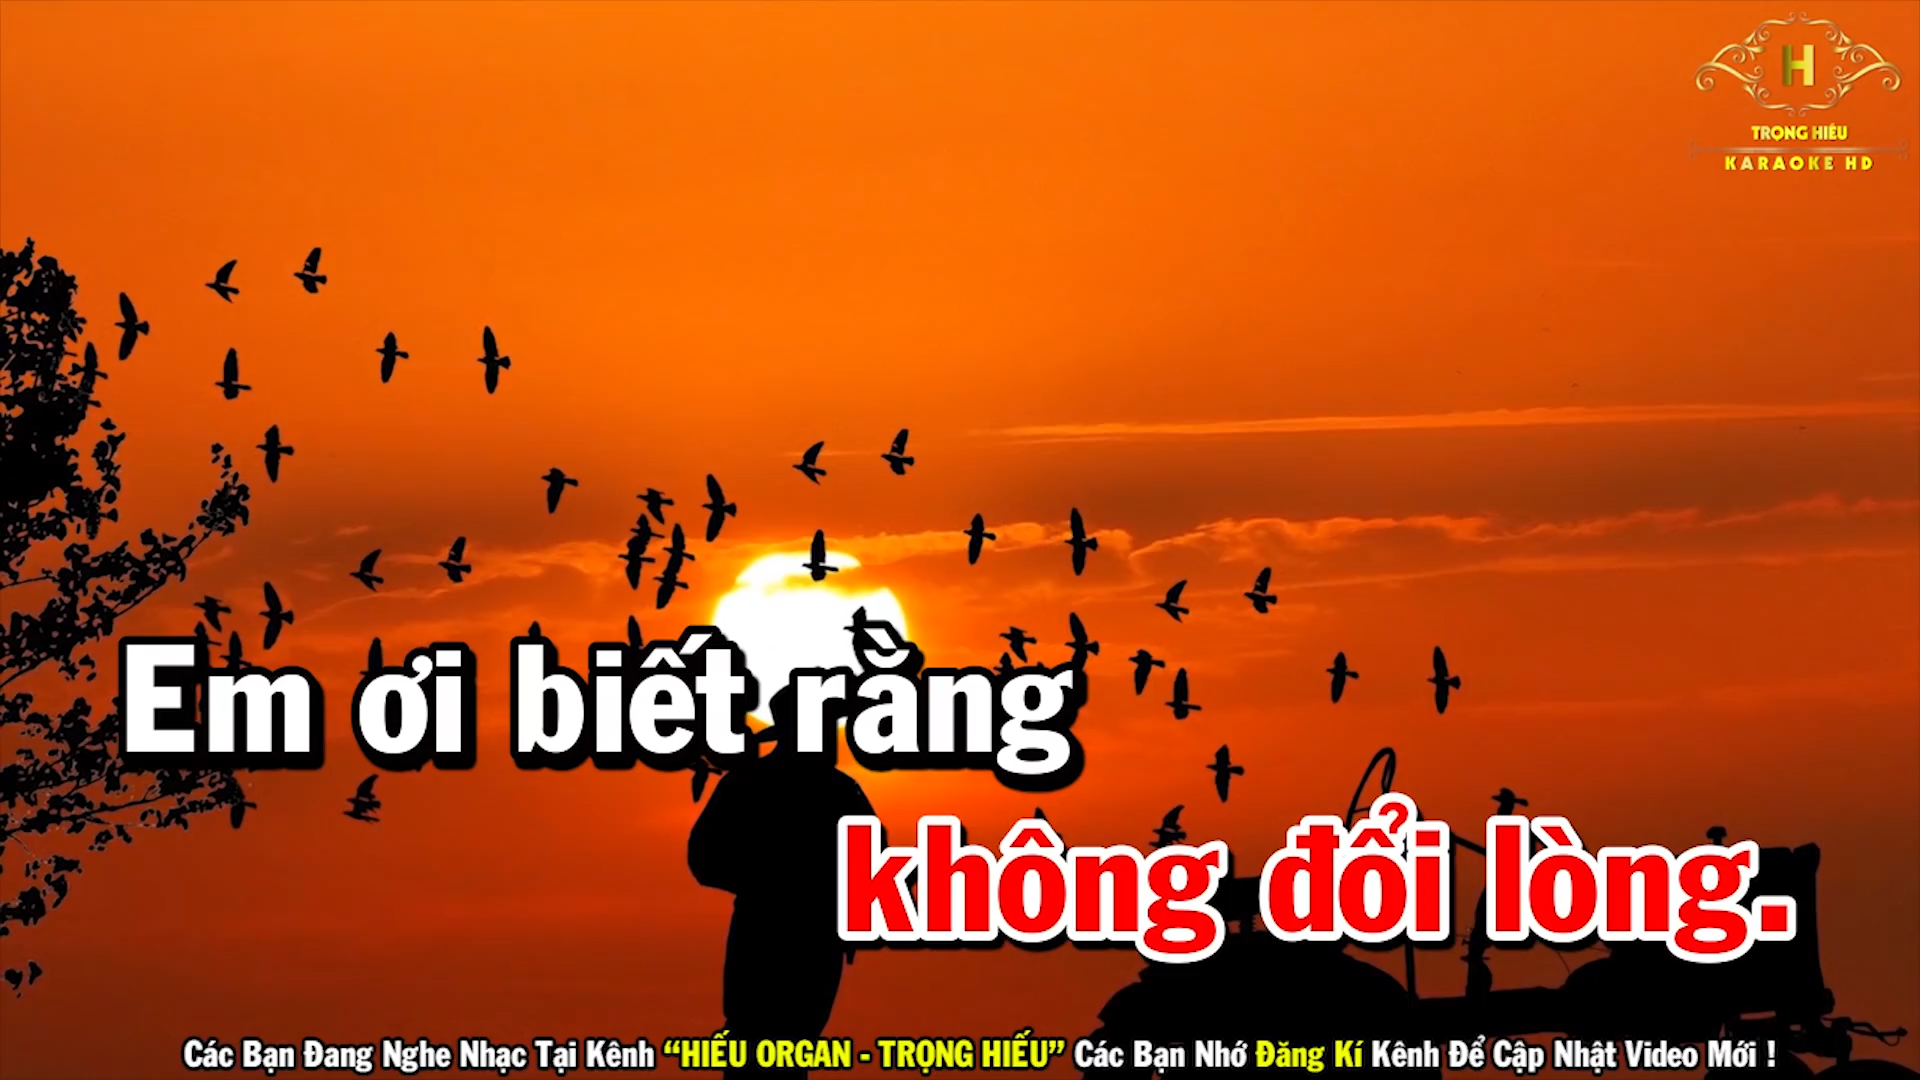 H
TRỌNG HIẾU
KARAOKE HD
Em ơi biết rằng
không đổi lòng.
Các Bạn Đang Nghe Nhạc Tại Kênh “HIẾU ORGAN - TRỌNG HIẾU” Các Bạn Nhớ Đăng Kí Kênh Để Cập Nhật Video Mới !